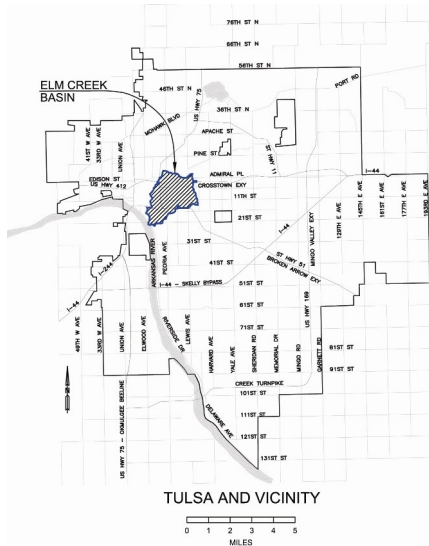 76TH ST N
66TH ST N
56TH ST N
ELM CREEK
BASIN
46TH ST N
US HWY 75
PORT RD
36TH ST N
MOHAWK BLVD
41ST W AVE
33RD W AVE
UNION AVE
APACHE ST
PINE ST
HWY 11
EDISON ST
US HWY 412
ADMIRAL PL
CROSSTOWN EXY
I-44
11TH ST
21ST ST
I-44
129TH E AVE
145TH E AVE
161ST E AVE
177TH E AVE
193RD E AVE
MINGO VALLEY EXY
ARKANSAS RIVER
PEORIA AVE
31ST ST
41ST ST
ST HWY 51
BROKEN ARROW EXY
I-244
I-44
I-44 - SKELLY BYPASS
51ST ST
61ST ST
71ST ST
US HWY 169
49TH W AVE
33RD W AVE
UNION AVE
ELWOOD AVE
RIVERSIDE DR
LEWIS AVE
HARVARD AVE
YALE AVE
SHERIDAN RD
MEMORIAL DR
MINGO RD
GARNETT RD
81ST ST
91ST ST
CREEK TURNPIKE
101ST ST
111TH ST
121TH ST
131ST ST
DELAWARE AVE
US HWY 75 - OKMULGEE BEELINE
TULSA AND VICINITY
0 1 2 3 4 5
MILES